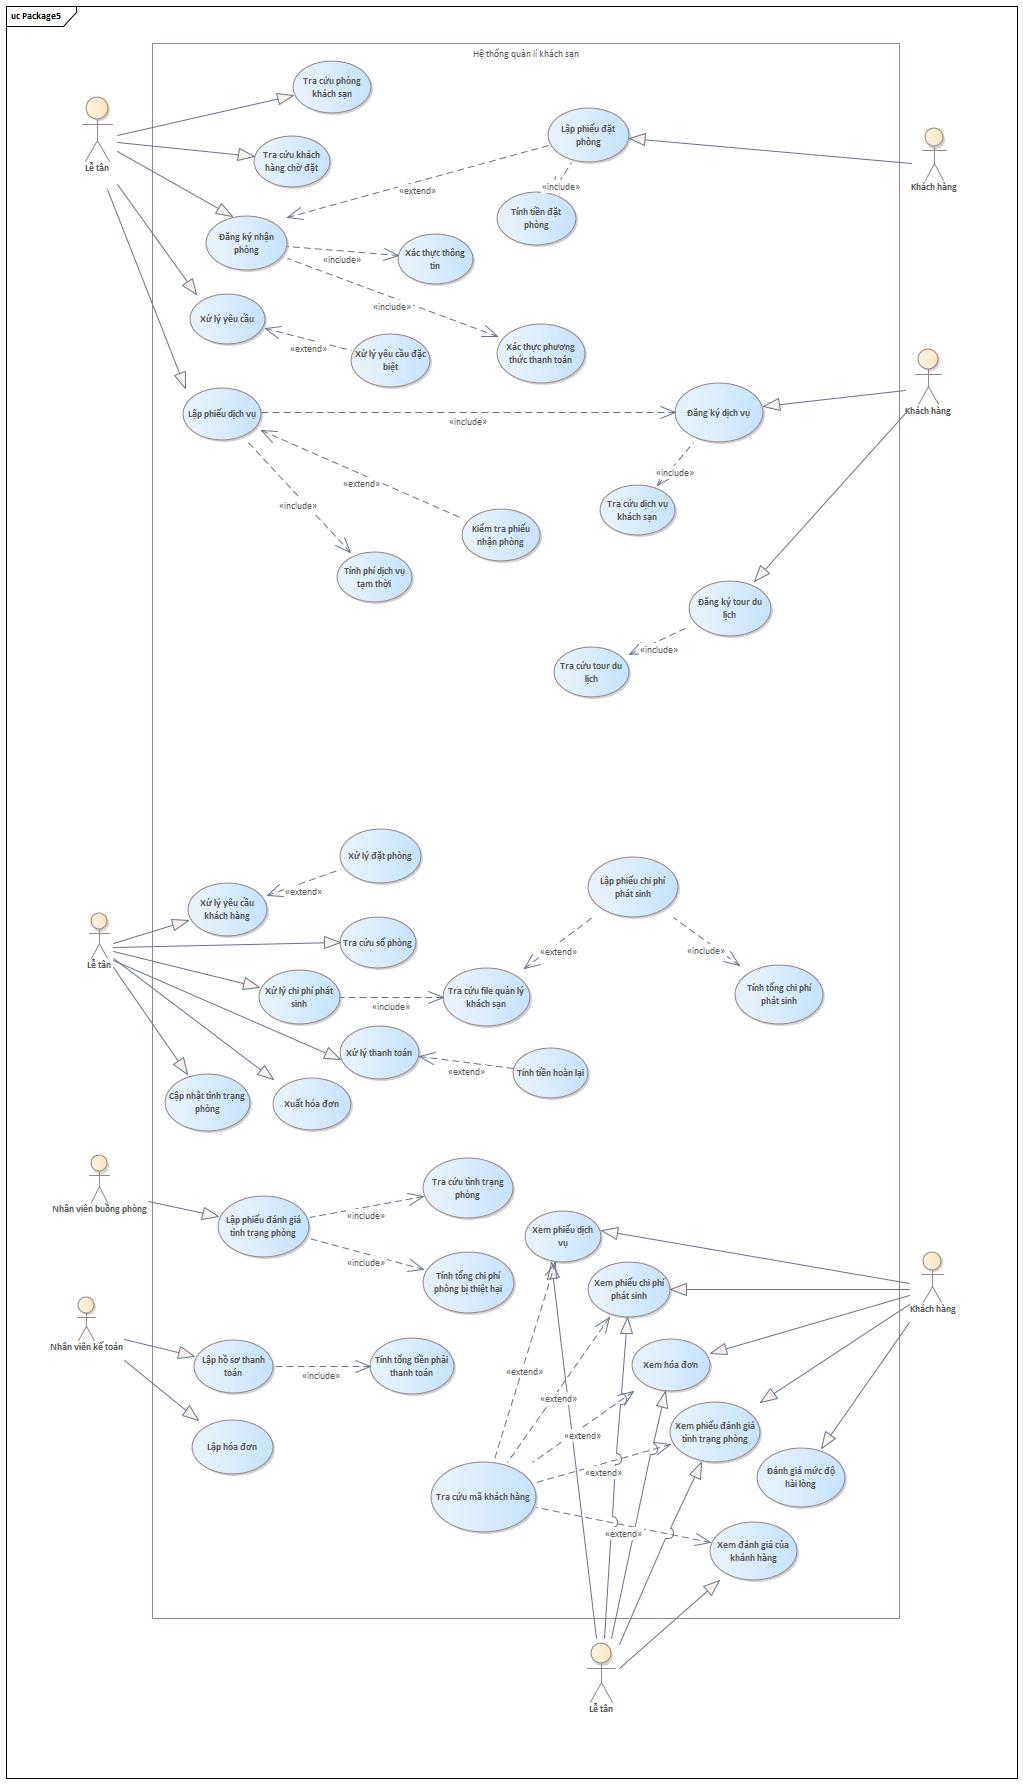 uc Package5
Hệ thống quản lí khách sạn
Tra cứu phòng
khách sạn
Lễ tân
Tra cứu khách
hàng chờ đặt
Lập phiếu đặt
phòng
Khách hàng
«extend»
«include»
Tính tiền đặt
phòng
Đăng ký nhận
phòng
«include»
Xác thực thông
tin
«include»
Xử lý yêu cầu
«extend»
Xử lý yêu cầu đặc
biệt
Xác thực phương
thức thanh toán
Lập phiếu dịch vụ
«include»
Đăng ký dịch vụ
Khách hàng
«extend»
«include»
«include»
Tra cứu dịch vụ
khách sạn
Kiểm tra phiếu
nhận phòng
Tính phí dịch vụ
tạm thời
Đăng ký tour du
lịch
«include»
Tra cứu tour du
lịch
Xử lý đặt phòng
«extend»
Xử lý yêu cầu
khách hàng
Lập phiếu chi phí
phát sinh
Lễ tân
Tra cứu số phòng
«extend»
«include»
Xử lý chi phí phát
sinh
«include»
Tra cứu file quản lý
khách sạn
Tính tổng chi phí
phát sinh
Xử lý thanh toán
«extend»
Tính tiền hoàn lại
Cập nhật tình trạng
phòng
Xuất hóa đơn
Nhân viên buồng phòng
Tra cứu tình trạng
phòng
Lập phiếu đánh giá
tình trạng phòng
«include»
«include»
Tính tổng chi phí
phòng bị thiệt hại
Xem phiếu dịch
vụ
Xem phiếu chi phí
phát sinh
Khách hàng
Nhân viên kế toán
Lập hồ sơ thanh
toán
«include»
Tính tổng tiền phải
thanh toán
Xem hóa đơn
«extend»
«extend»
Lập hóa đơn
«extend»
Xem phiếu đánh giá
tình trạng phòng
«extend»
Đánh giá mức độ
hài lòng
Tra cứu mã khách hàng
«extend»
Xem đánh giá của
khánh hàng
Lễ tân